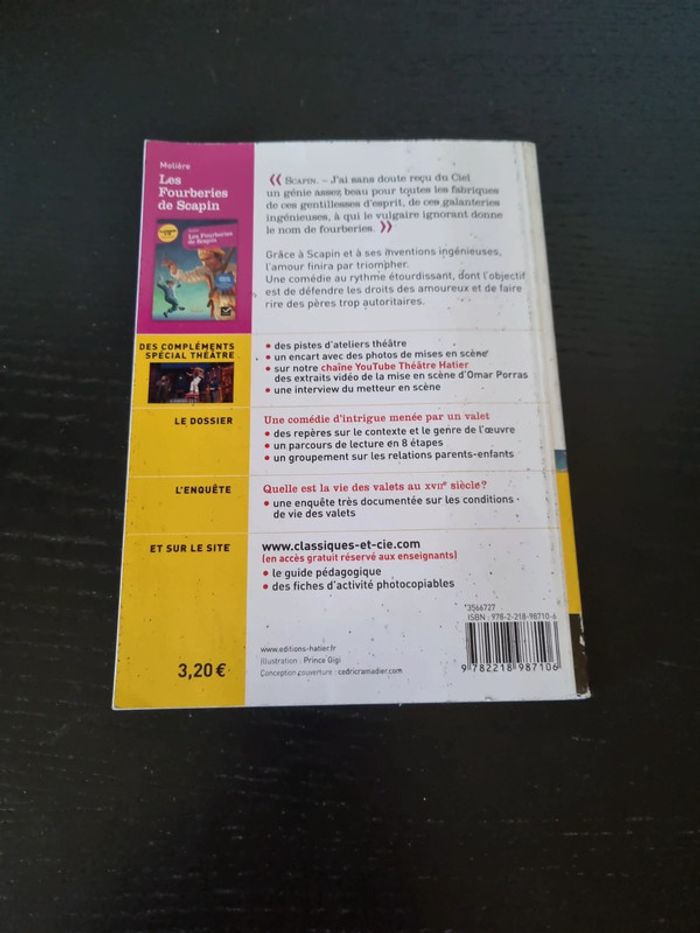 Molière
Les
Fourberies
de Scapin
Les Fourberies
de Scapin
« SCAPIN. – J'ai sans doute reçu du Ciel
un génie assez beau pour toutes les fabriques
de ces gentillesses d'esprit, de ces galanteries
ingénieuses, à qui le vulgaire ignorant donne
le nom de fourberies. »
Grâce à Scapin et à ses inventions ingénieuses,
l'amour finira par triompher.
Une comédie au rythme étourdissant, dont l'objectif
est de défendre les droits des amoureux et de faire
rire des pères trop autoritaires.
DES COMPLÉMENTS
SPÉCIAL THÉÂTRE
• des pistes d'ateliers théâtre
• un encart avec des photos de mises en scène
• sur notre chaîne YouTube Théâtre Hatier
des extraits vidéo de la mise en scène d'Omar Porras
• une interview du metteur en scène
LE DOSSIER
Une comédie d'intrigue menée par un valet
• des repères sur le contexte et le genre de l'œuvre
• un parcours de lecture en 8 étapes
• un groupement sur les relations parents-enfants
L'ENQUÊTE
Quelle est la vie des valets au XVIIe siècle ?
• une enquête très documentée sur les conditions
de vie des valets
ET SUR LE SITE
www.classiques-et-cie.com
(en accès gratuit réservé aux enseignants)
• le guide pédagogique
• des fiches d'activité photocopiables
3,20 €
www.editions-hatier.fr
Illustration : Prince Gigi
Conception couverture : cedricramadier.com
3566727
ISBN : 978-2-218-98710-6
9 782218 987106